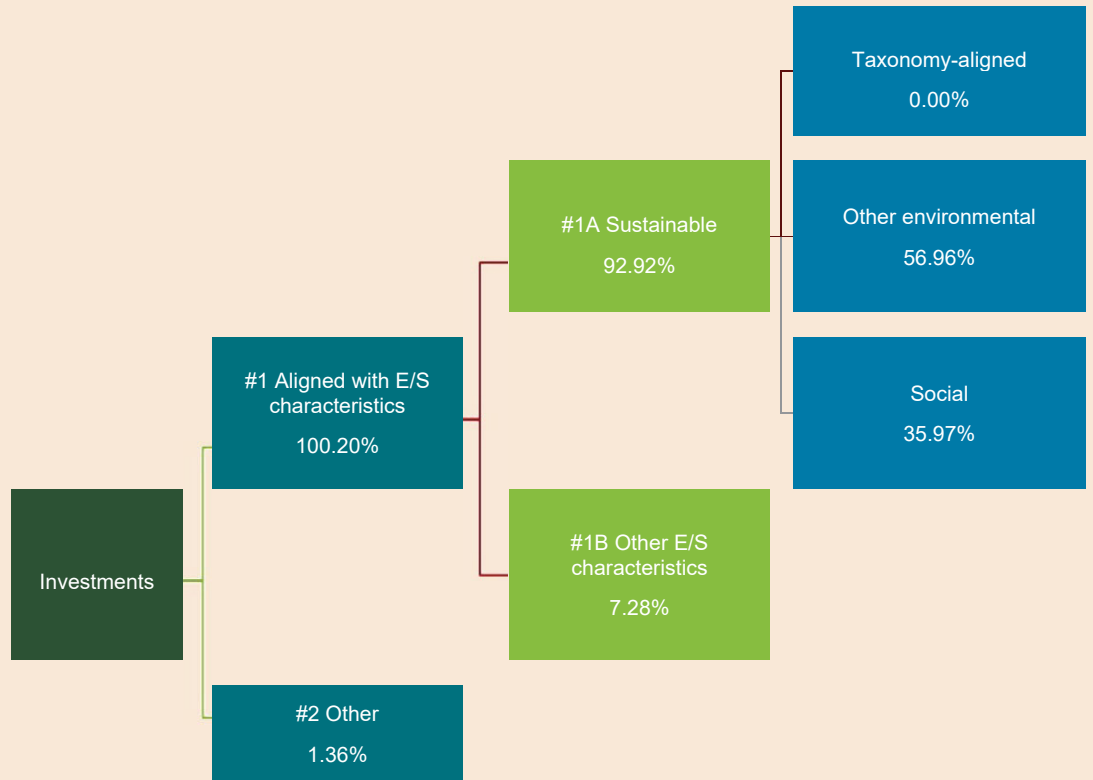 Taxonomy-aligned
0.00%
#1A Sustainable
92.92%
Other environmental
56.96%
#1 Aligned with E/S
characteristics
100.20%
Social
35.97%
Investments
#1B Other E/S
characteristics
7.28%
#2 Other
1.36%